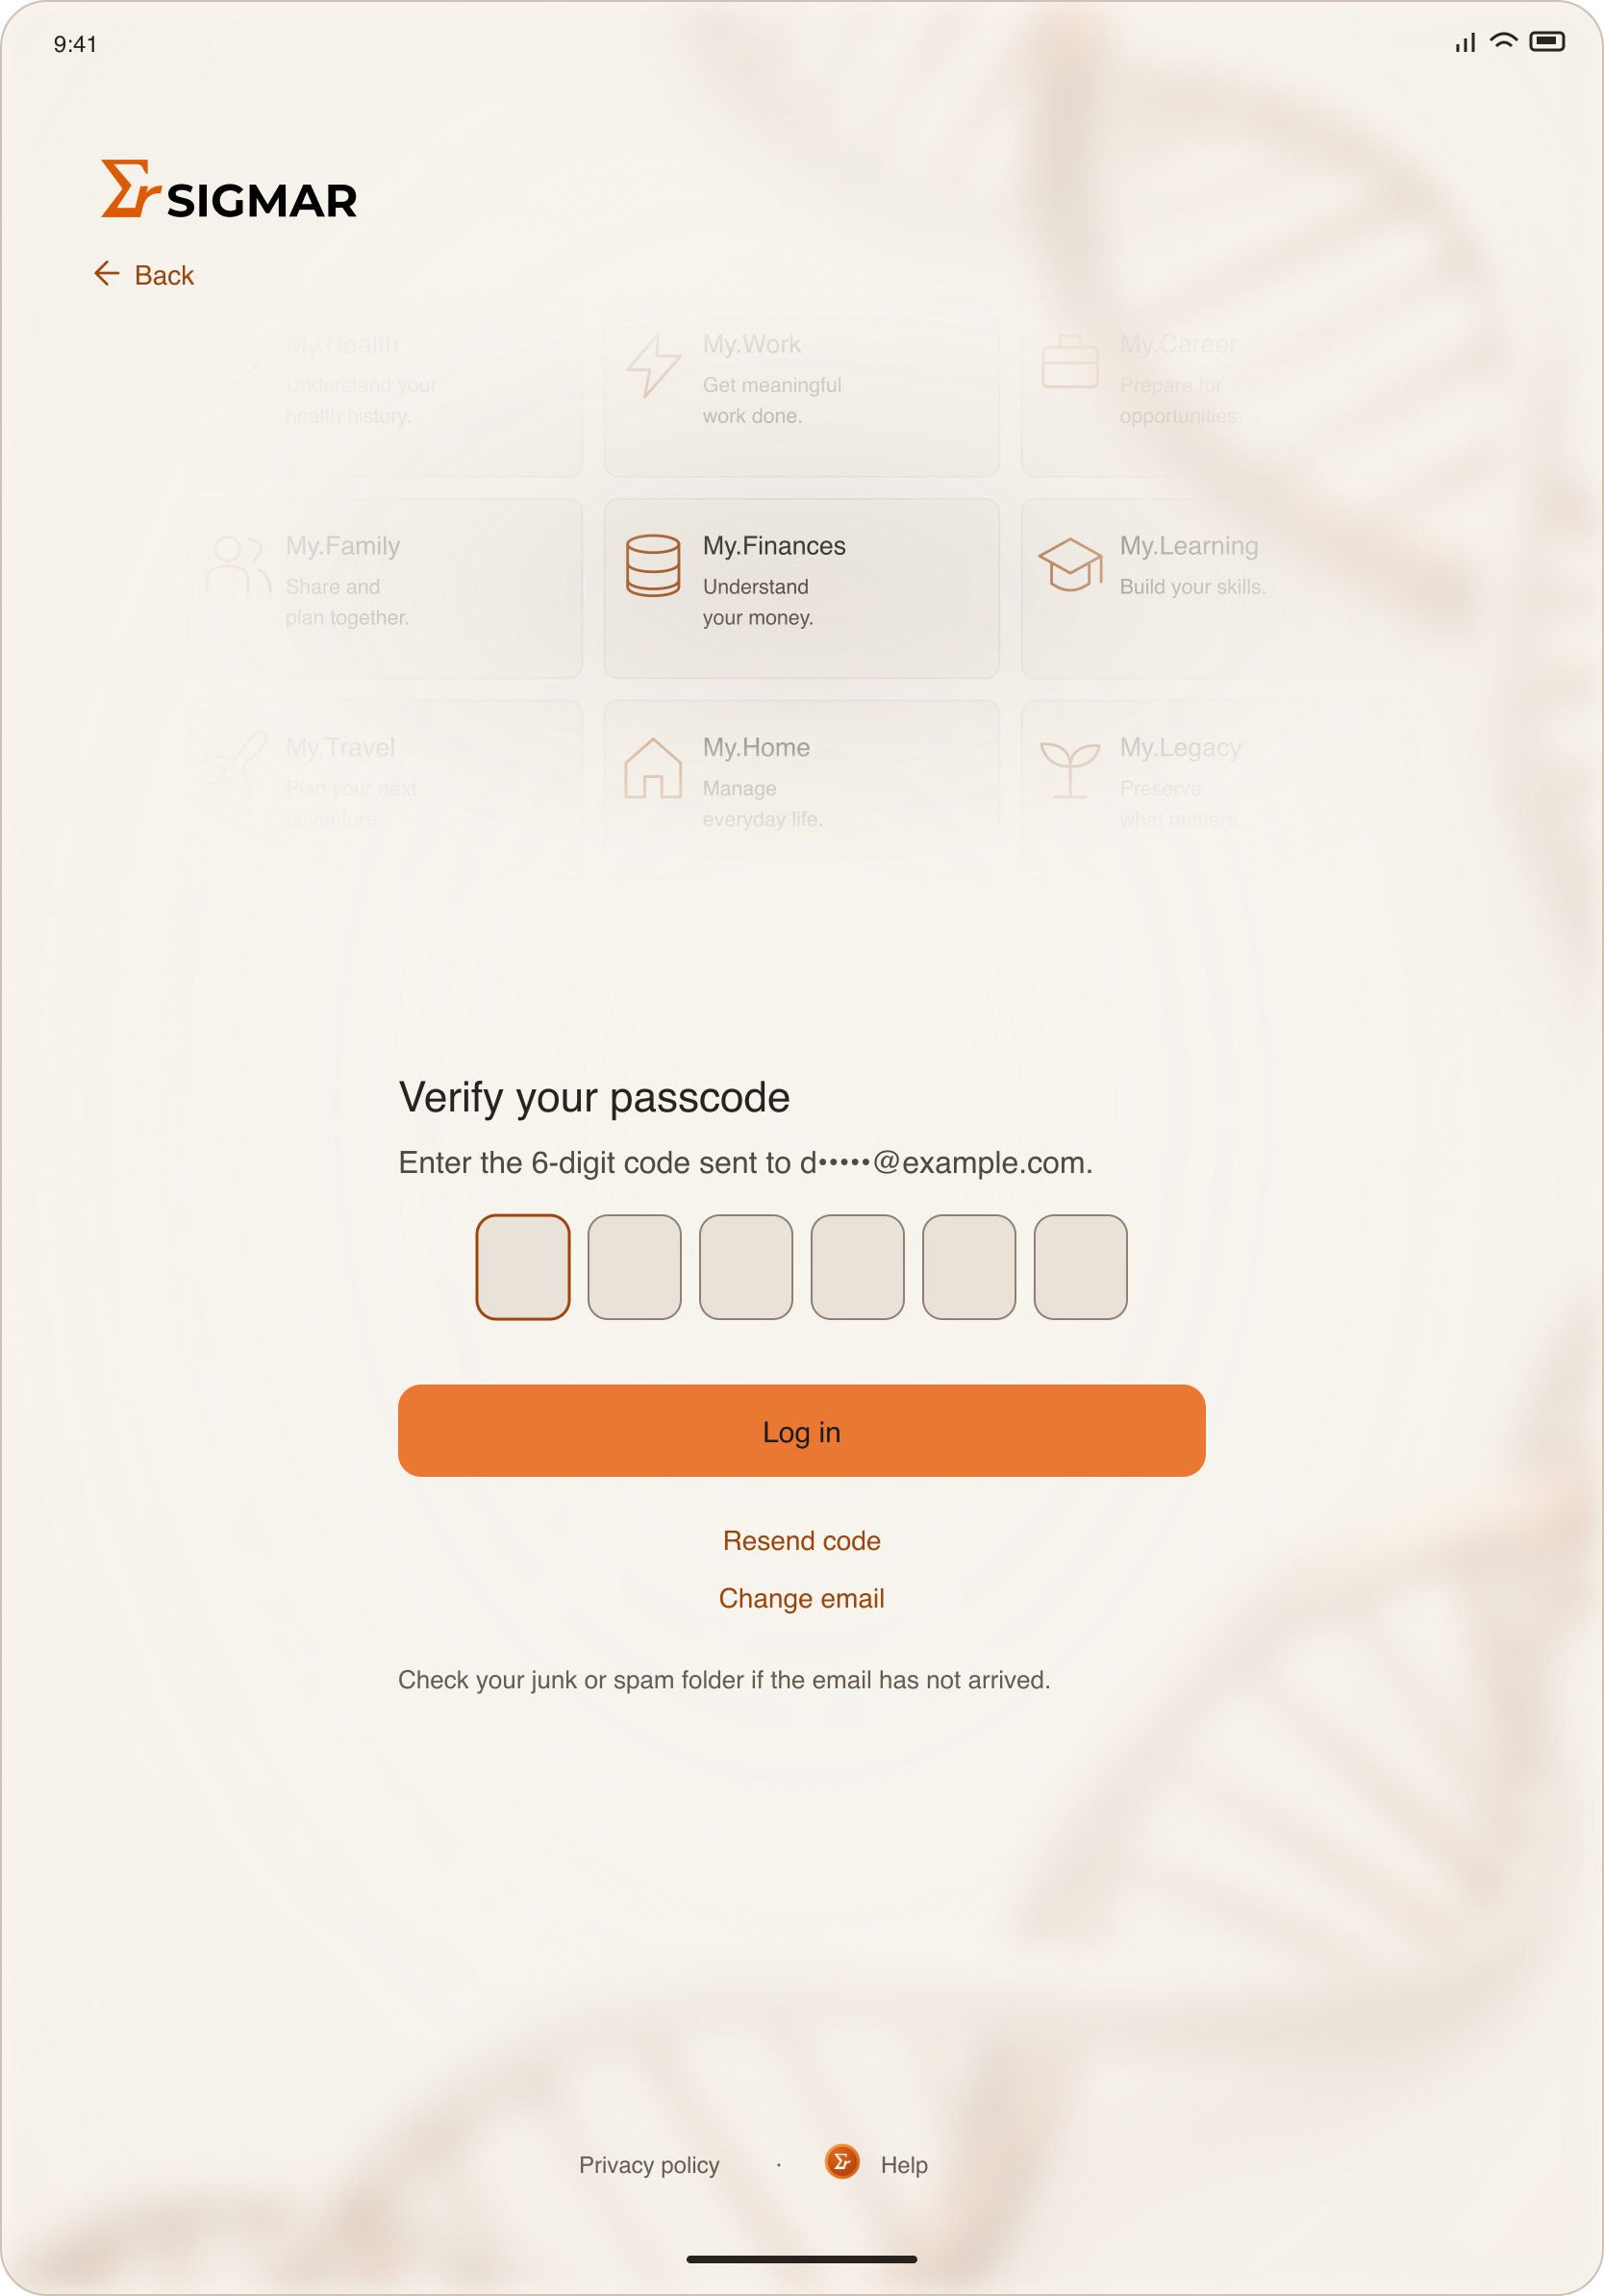 9:41
Σr SIGMAR
Back
My.Health
Understand your
health history.
My.Work
Get meaningful
work done.
My.Career
Prepare for
opportunities.
My.Family
Share and
plan together.
My.Finances
Understand
your money.
My.Learning
Build your skills.
My.Travel
Plan your next
adventure.
My.Home
Manage
everyday life.
My.Legacy
Preserve
what matters.
Verify your passcode
Enter the 6-digit code sent to d•••••@example.com.
Log in
Resend code
Change email
Check your junk or spam folder if the email has not arrived.
Privacy policy · Σr Help